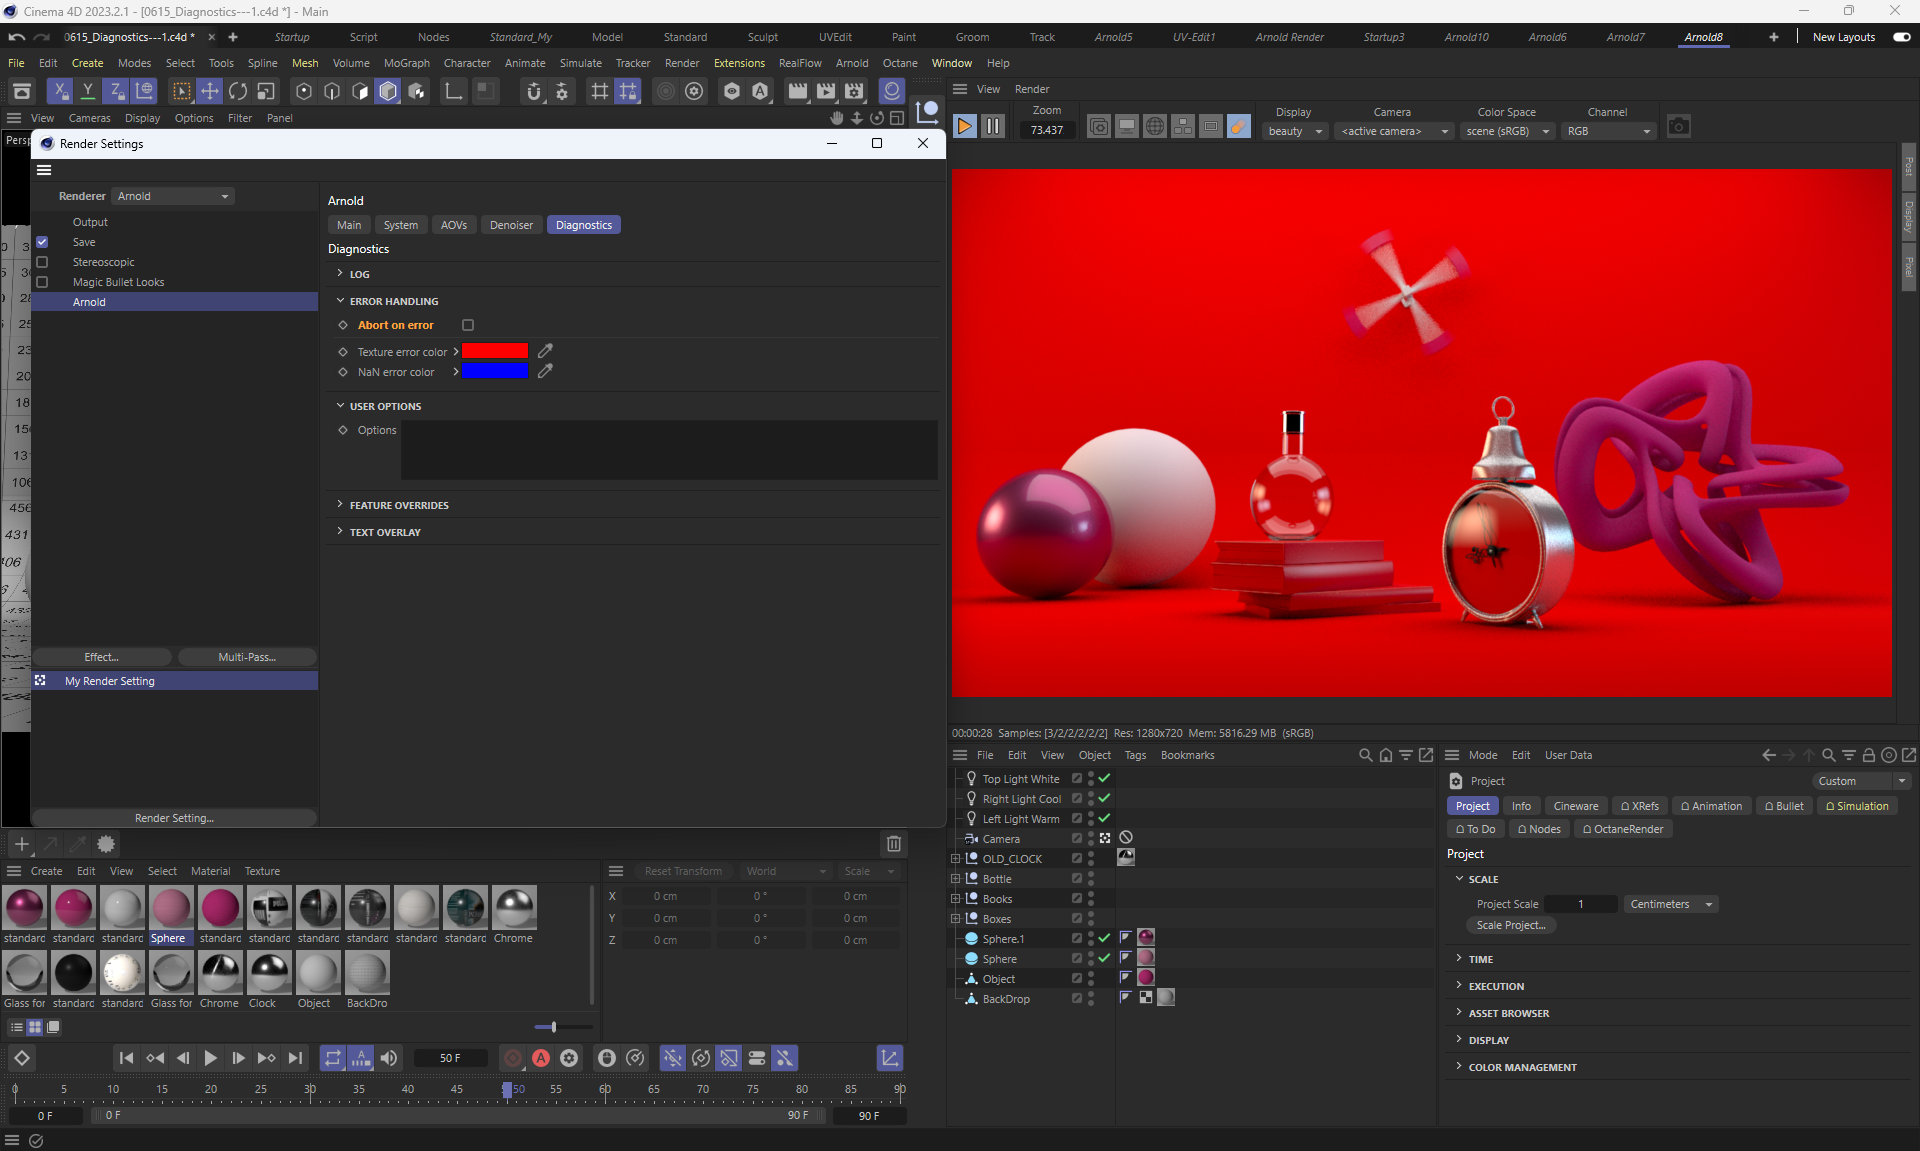 Cinema 4D 2023.2.1 - [0615_Diagnostics---1.c4d *] - Main
0615_Diagnostics---1.c4d *
Startup Script Nodes Standard_My Model Standard Sculpt UVEdit Paint Groom Track Arnold5 UV-Edit1 Arnold Render Startup3 Arnold10 Arnold6 Arnold7 Arnold8 New Layouts
File Edit Create Modes Select Tools Spline Mesh Volume MoGraph Character Animate Simulate Tracker Render Extensions RealFlow Arnold Octane Window Help
View Cameras Display Options Filter Panel
Render Settings
Renderer Arnold
Output
Save
Stereoscopic
Magic Bullet Looks
Arnold
Effect... Multi-Pass...
My Render Setting
Render Setting...
Arnold
Main System AOVs Denoiser Diagnostics
Diagnostics
LOG
ERROR HANDLING
Abort on error
Texture error color
NaN error color
USER OPTIONS
Options
FEATURE OVERRIDES
TEXT OVERLAY
View Render
Zoom
73.437
Display Camera Color Space Channel
beauty <active camera> scene (sRGB) RGB
Post
Display
Pixel
00:00:28 Samples: [3/2/2/2/2/2] Res: 1280x720 Mem: 5816.29 MB (sRGB)
File Edit View Object Tags Bookmarks
Top Light White
Right Light Cool
Left Light Warm
Camera
OLD_CLOCK
Bottle
Books
Boxes
Sphere.1
Sphere
Object
BackDrop
Mode Edit User Data
Project Custom
Project Info Cineware XRefs Animation Bullet Simulation
To Do Nodes OctaneRender
Project
SCALE
Project Scale 1 Centimeters
Scale Project...
TIME
EXECUTION
ASSET BROWSER
DISPLAY
COLOR MANAGEMENT
Create Edit View Select Material Texture
standard standard standard Sphere standard standard standard standard standard standard Chrome
Glass for standard standard Glass for Chrome Clock Object BackDro
Reset Transform World Scale
X 0 cm 0 ° 0 cm
Y 0 cm 0 ° 0 cm
Z 0 cm 0 ° 0 cm
50 F
0 5 10 15 20 25 30 35 40 45 50 55 60 65 70 75 80 85 90
0 F 0 F 90 F 90 F